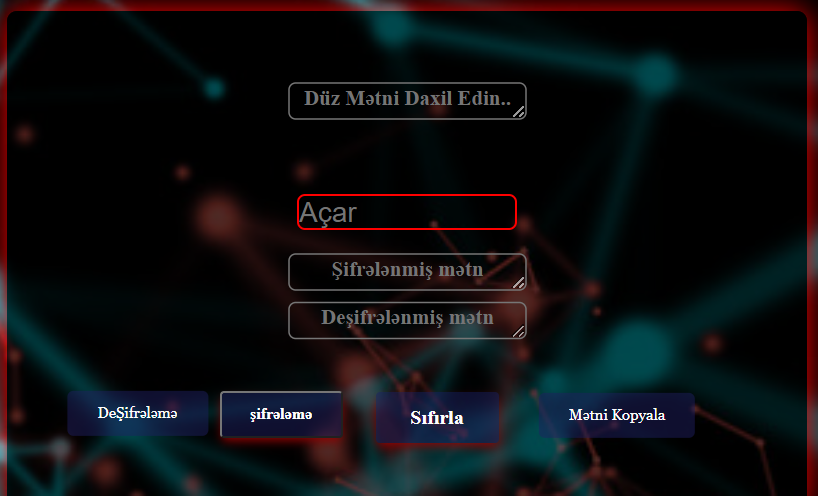 Düz Mətni Daxil Edin..
Açar
Şifrələnmiş mətn
Deşifrələnmiş mətn
DeŞifrələmə
şifrələmə
Sıfırla
Mətni Kopyala